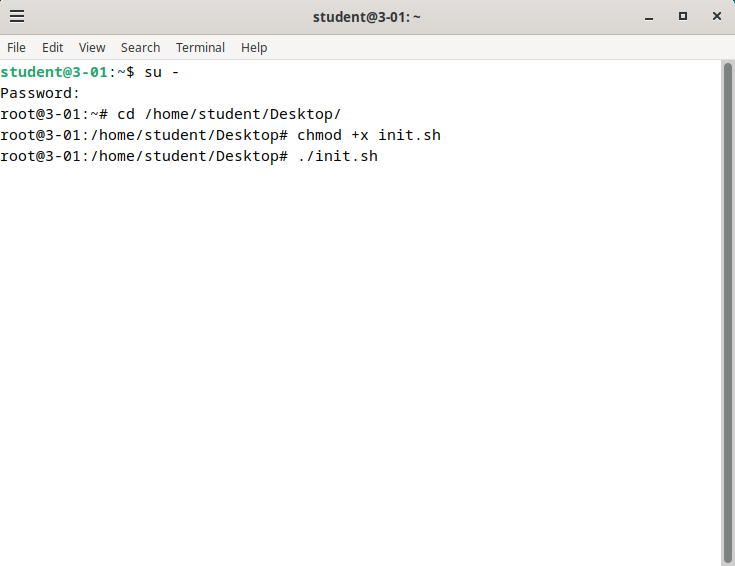 student@3-01: ~
File Edit View Search Terminal Help
student@3-01:~$ su -
Password:
root@3-01:~# cd /home/student/Desktop/
root@3-01:/home/student/Desktop# chmod +x init.sh
root@3-01:/home/student/Desktop# ./init.sh